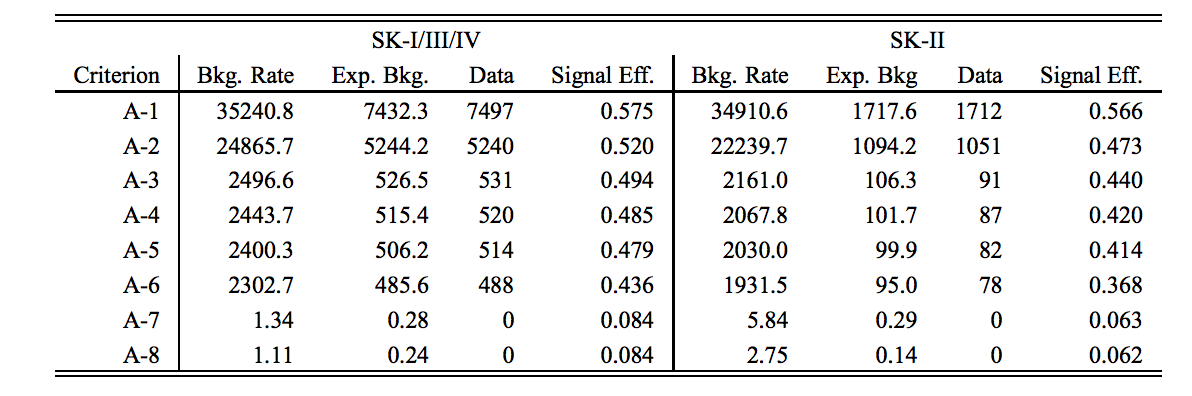 SK-I/III/IV SK-II
Criterion Bkg. Rate Exp. Bkg. Data Signal Eff. Bkg. Rate Exp. Bkg Data Signal Eff.
A-1 35240.8 7432.3 7497 0.575 34910.6 1717.6 1712 0.566
A-2 24865.7 5244.2 5240 0.520 22239.7 1094.2 1051 0.473
A-3 2496.6 526.5 531 0.494 2161.0 106.3 91 0.440
A-4 2443.7 515.4 520 0.485 2067.8 101.7 87 0.420
A-5 2400.3 506.2 514 0.479 2030.0 99.9 82 0.414
A-6 2302.7 485.6 488 0.436 1931.5 95.0 78 0.368
A-7 1.34 0.28 0 0.084 5.84 0.29 0 0.063
A-8 1.11 0.24 0 0.084 2.75 0.14 0 0.062